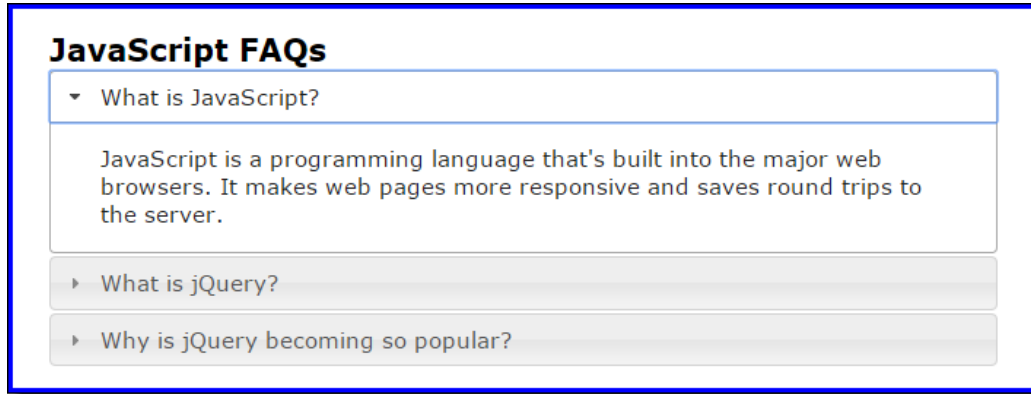 JavaScript FAQs
What is JavaScript?
JavaScript is a programming language that's built into the major web
browsers. It makes web pages more responsive and saves round trips to
the server.
What is jQuery?
Why is jQuery becoming so popular?